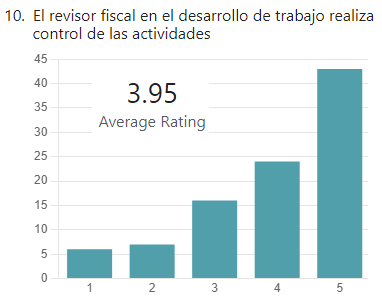 10. El revisor fiscal en el desarrollo de trabajo realiza
control de las actividades
45
40
35
30
25
20
15
10
5
0
3.95
Average Rating
1 2 3 4 5